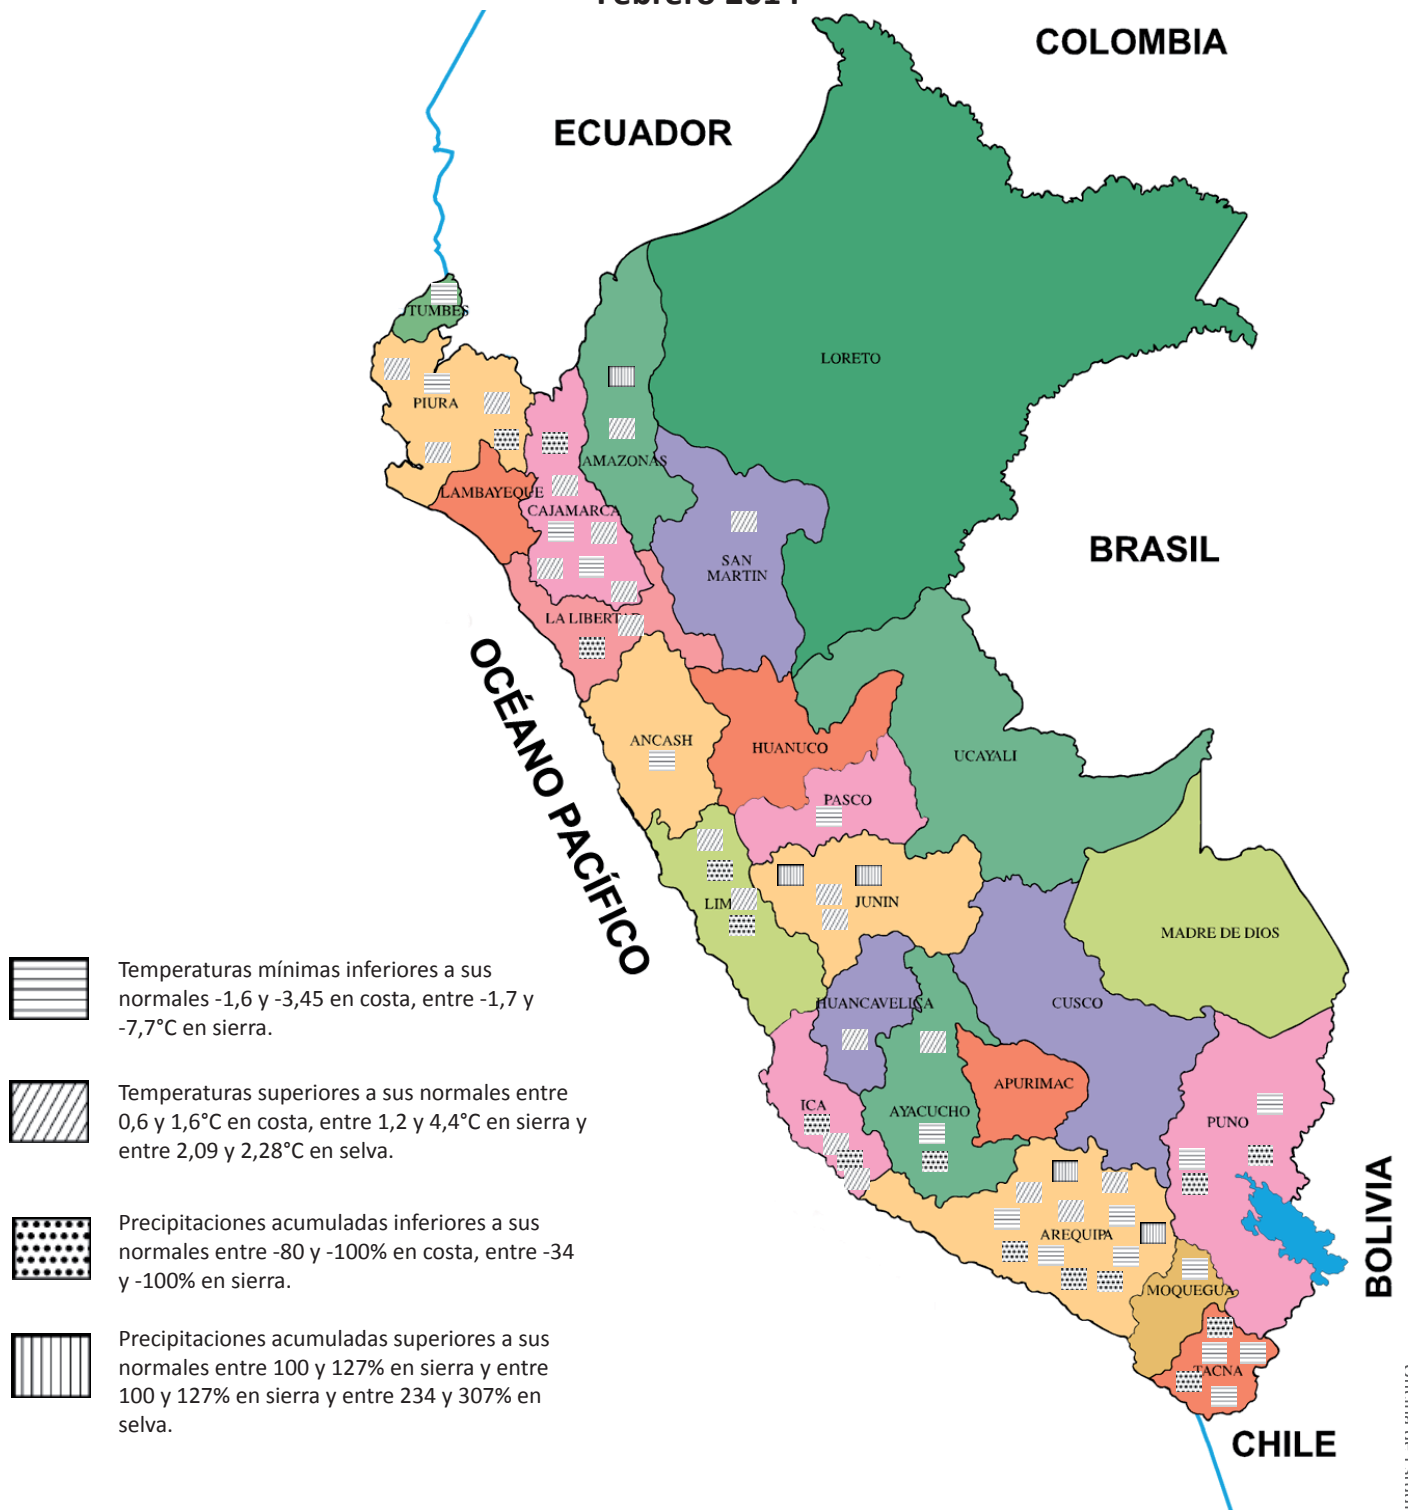 Febrero 2014
COLOMBIA
ECUADOR
TUMBES
LORETO
PIURA
AMAZONAS
LAMBAYEQUE
CAJAMARCA
BRASIL
SAN
MARTIN
LA LIBERTAD
OCÉANO PACÍFICO
ANCASH
HUANUCO
UCAYALI
PASCO
LIM
JUNIN
MADRE DE DIOS
HUANCAVELICA
CUSCO
APURIMAC
ICA
AYACUCHO
PUNO
AREQUIPA
BOLIVIA
MOQUEGUA
TACNA
CHILE
Temperaturas mínimas inferiores a sus
normales -1,6 y -3,45 en costa, entre -1,7 y
-7,7°C en sierra.
Temperaturas superiores a sus normales entre
0,6 y 1,6°C en costa, entre 1,2 y 4,4°C en sierra y
entre 2,09 y 2,28°C en selva.
Precipitaciones acumuladas inferiores a sus
normales entre -80 y -100% en costa, entre -34
y -100% en sierra.
Precipitaciones acumuladas superiores a sus
normales entre 100 y 127% en sierra y entre
100 y 127% en sierra y entre 234 y 307% en
selva.